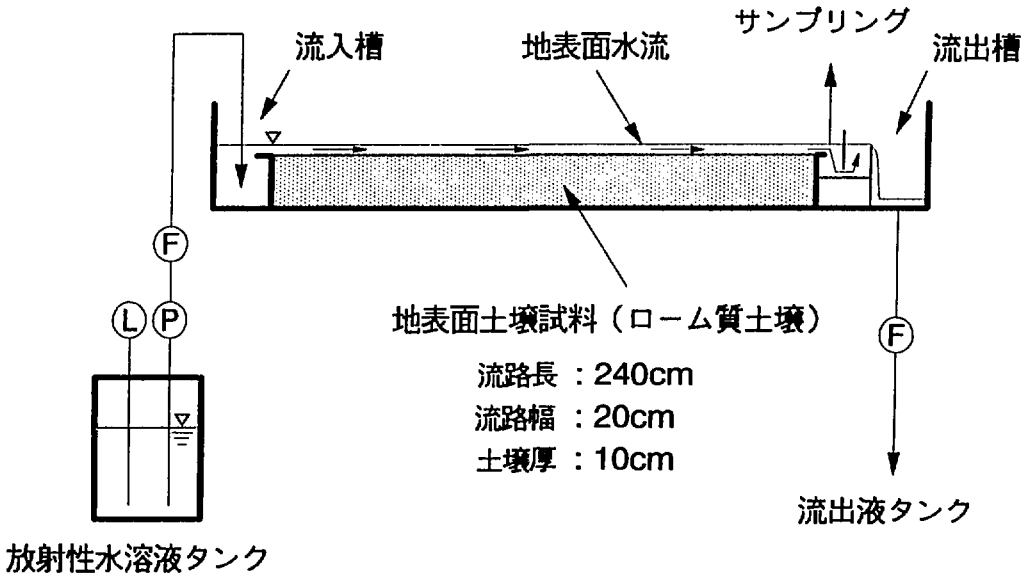 サンプリング
流入槽
地表面水流
流出槽
F
L
P
地表面土壌試料（ローム質土壌）
F
流路長：240cm
流路幅：20cm
土壌厚：10cm
流出液タンク
放射性水溶液タンク